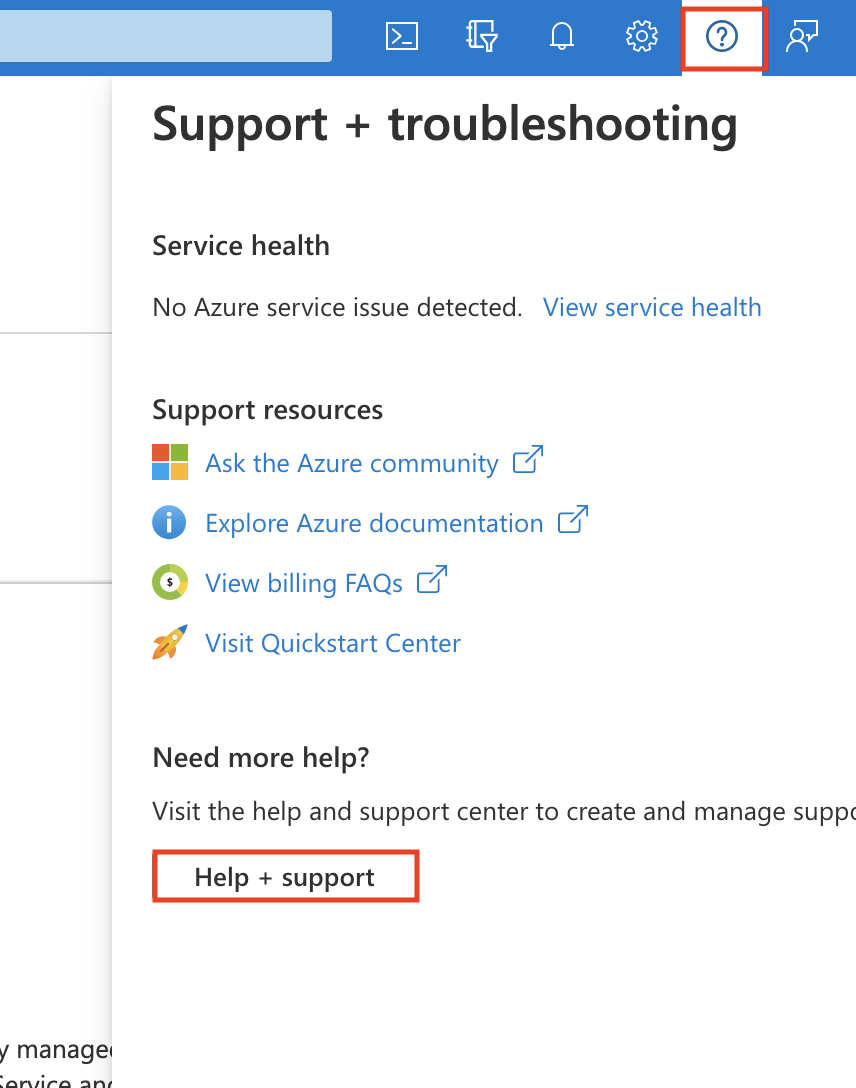 Support + troubleshooting
Service health
No Azure service issue detected. View service health
Support resources
Ask the Azure community
Explore Azure documentation
View billing FAQs
Visit Quickstart Center
Need more help?
Visit the help and support center to create and manage
Help + support
y manage
Service and